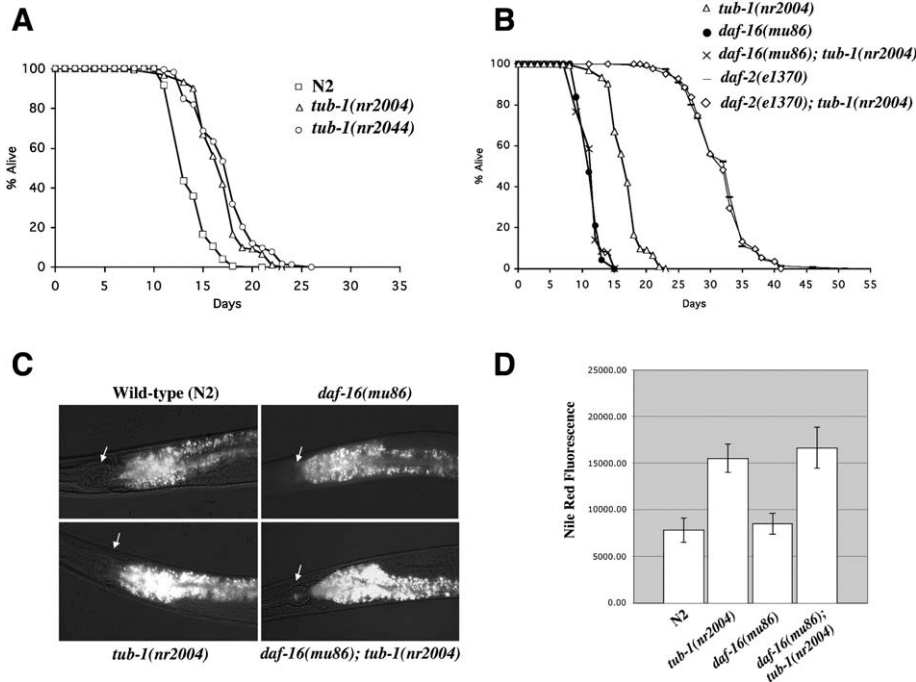 A
% Alive
100
80
60
40
20
0
0 5 10 15 20 25 30 35
Days
N2
tub-1(nr2004)
tub-1(nr2044)
B
tub-1(nr2004)
daf-16(mu86)
daf-16(mu86); tub-1(nr2004)
daf-2(e1370)
daf-2(e1370); tub-1(nr2004)
% Alive
100
80
60
40
20
0
0 5 10 15 20 25 30 35 40 45 50 55
Days
C
Wild-type (N2) daf-16(mu86)
tub-1(nr2004) daf-16(mu86); tub-1(nr2004)
D
Nile Red Fluorescence
25000.00
20000.00
15000.00
10000.00
5000.00
0.00
N2
tub-1(nr2004)
daf-16(mu86)
daf-16(mu86);
tub-1(nr2004)